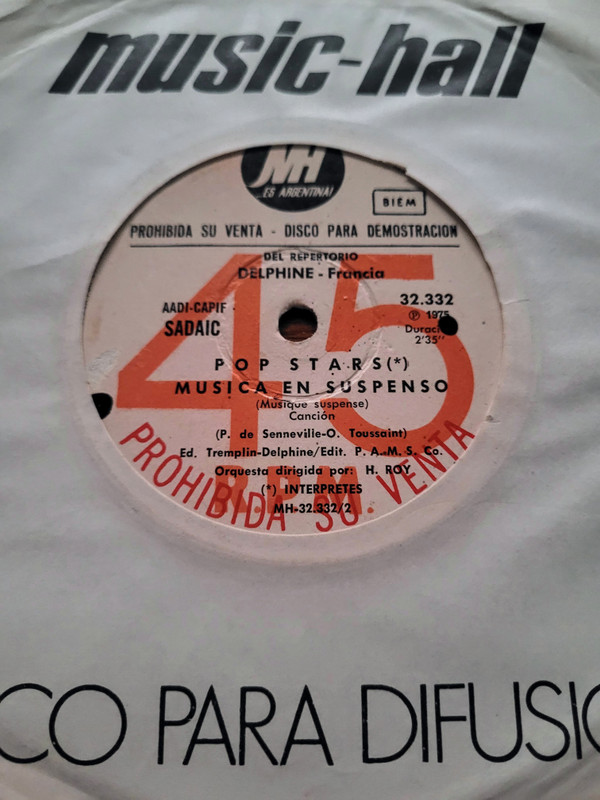 music-hall
MH
...ES ARGENTINA!
BIEM
PROHIBIDA SU VENTA - DISCO PARA DEMOSTRACION
DEL REPERTORIO
DELPHINE - Francia
AADI-CAPIF
SADAIC
32.332
Ⓟ 1975
2'35''
45
POP STARS(*)
MUSICA EN SUSPENSO
(Musique suspense)
Canción
(P. de Senneville-O. Toussaint)
Ed. Tremplin-Delphine/Edit. P. A. M. S. Co.
Orquesta dirigida por: H. ROY
(*) INTERPRETES
MH-32.332/2
R.P.M.
PROHIBIDA SU VENTA
CO PARA DIFUSIO